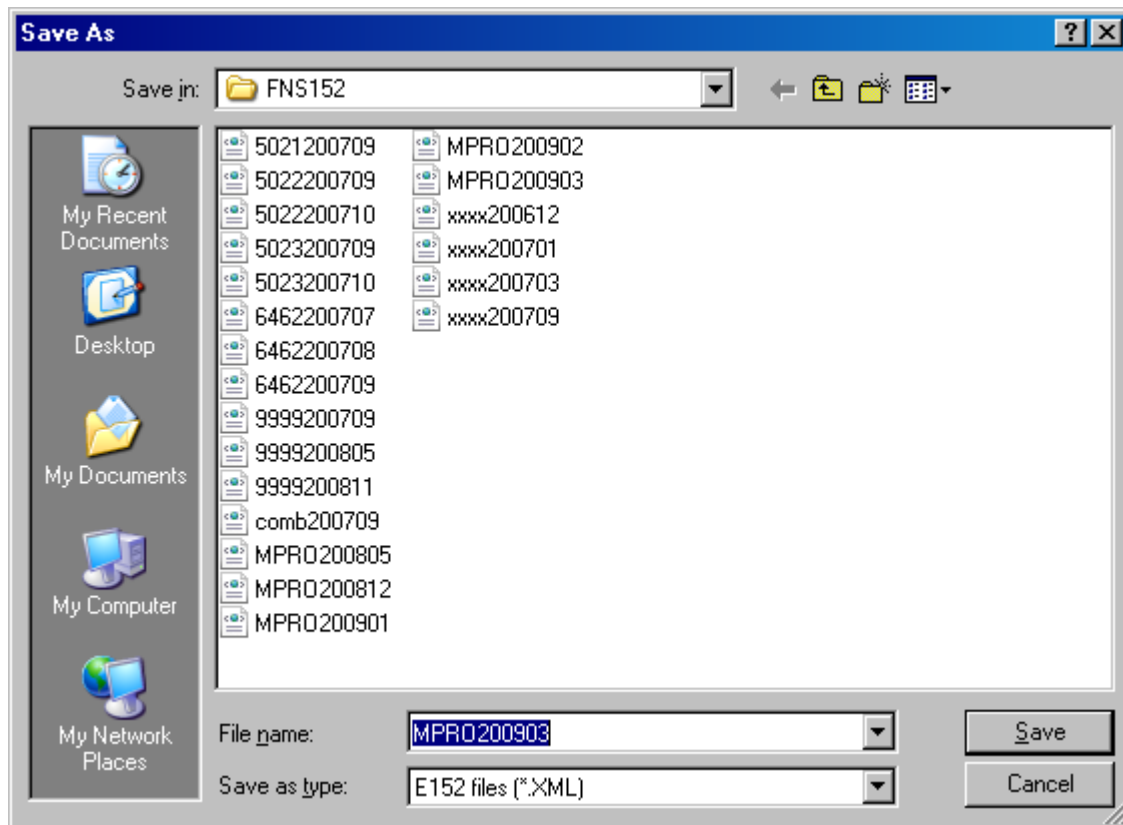 Save As
Save in: FNS152
My Recent
Documents
Desktop
My Documents
My Computer
My Network
Places
5021200709
5022200709
5022200710
5023200709
5023200710
6462200707
6462200708
6462200709
9999200709
9999200805
9999200811
comb200709
MPRO200805
MPRO200812
MPRO200901
MPRO200902
MPRO200903
xxxx200612
xxxx200701
xxxx200703
xxxx200709
File name: MPRO200903 Save
Save as type: E152 files (*.XML) Cancel